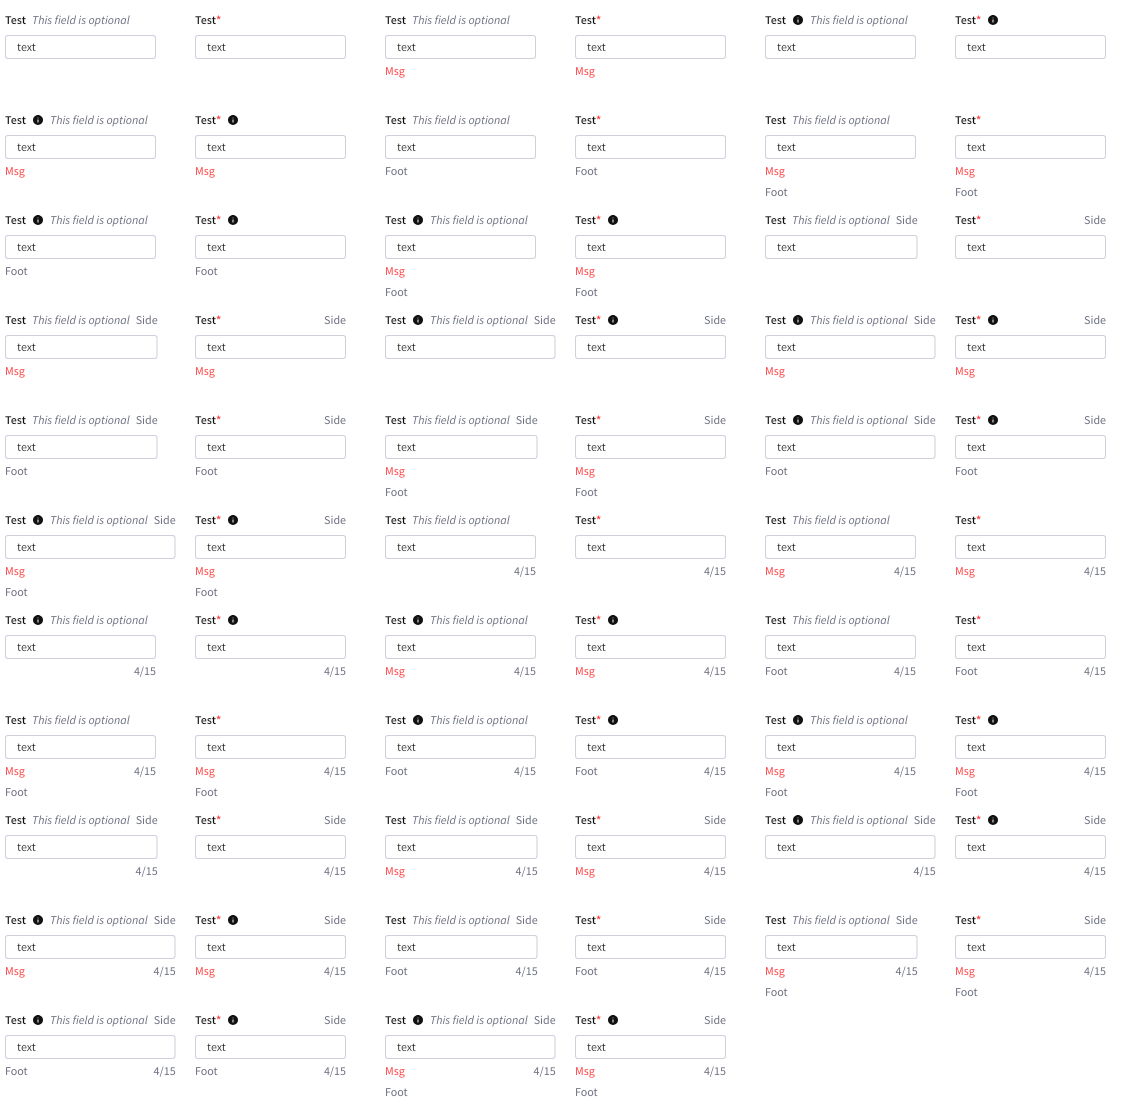 Test This field is optional Test* Test This field is optional Test* Test This field is optional Test*
text text text text text text
Msg Msg
Test This field is optional Test* Test This field is optional Test* Test This field is optional Test*
text text text text text text
Msg Msg Foot Foot Msg Msg
Foot Foot
Test This field is optional Test* Test This field is optional Test* Test This field is optional Side Test* Side
text text text text text text
Foot Foot Msg Msg
Foot Foot
Test This field is optional Side Test* Side Test This field is optional Side Test* Side Test This field is optional Side Test* Side
text text text text text text
Msg Msg Msg Msg
Test This field is optional Side Test* Side Test This field is optional Side Test* Side Test This field is optional Side Test* Side
text text text text text text
Foot Foot Msg Msg Foot Foot
Foot Foot
Test This field is optional Side Test* Side Test This field is optional Test* Test This field is optional Test*
text text text text text text
Msg Msg 4/15 4/15 Msg 4/15 Msg 4/15
Foot Foot
Test This field is optional Test* Test This field is optional Test* Test This field is optional Test*
text text text text text text
4/15 4/15 Msg 4/15 Msg 4/15 Foot 4/15 Foot 4/15
Test This field is optional Test* Test This field is optional Test* Test This field is optional Test*
text text text text text text
Msg 4/15 Msg 4/15 Foot 4/15 Foot 4/15 Msg 4/15 Msg 4/15
Foot Foot Foot Foot
Test This field is optional Side Test* Side Test This field is optional Side Test* Side Test This field is optional Side Test* Side
text text text text text text
4/15 4/15 Msg 4/15 Msg 4/15 4/15 4/15
Test This field is optional Side Test* Side Test This field is optional Side Test* Side Test This field is optional Side Test* Side
text text text text text text
Msg 4/15 Msg 4/15 Foot 4/15 Foot 4/15 Msg 4/15 Msg 4/15
Foot Foot
Test This field is optional Side Test* Side Test This field is optional Side Test* Side
text text text text
Foot 4/15 Foot 4/15 Msg 4/15 Msg 4/15
Foot Foot